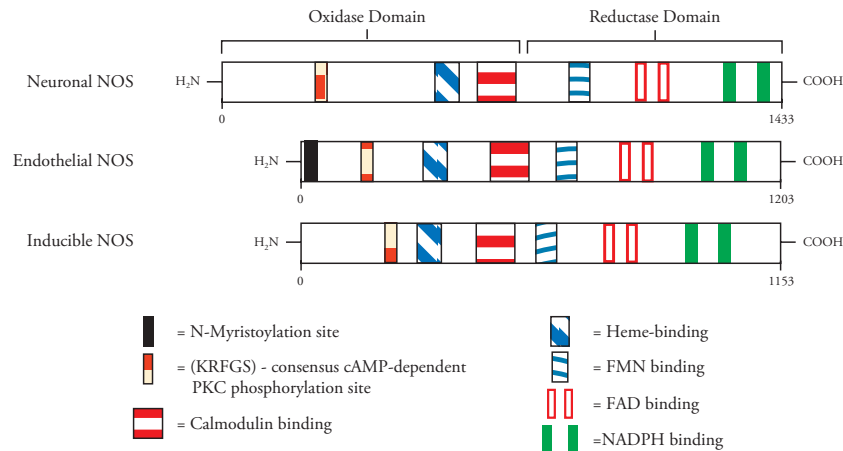 Oxidase Domain
Reductase Domain
Neuronal NOS
H₂N
COOH
0
1433
Endothelial NOS
H₂N
COOH
0
1203
Inducible NOS
H₂N
COOH
0
1153
= N-Myristoylation site
= (KRFGS) - consensus cAMP-dependent
PKC phosphorylation site
= Calmodulin binding
= Heme-binding
= FMN binding
= FAD binding
=NADPH binding